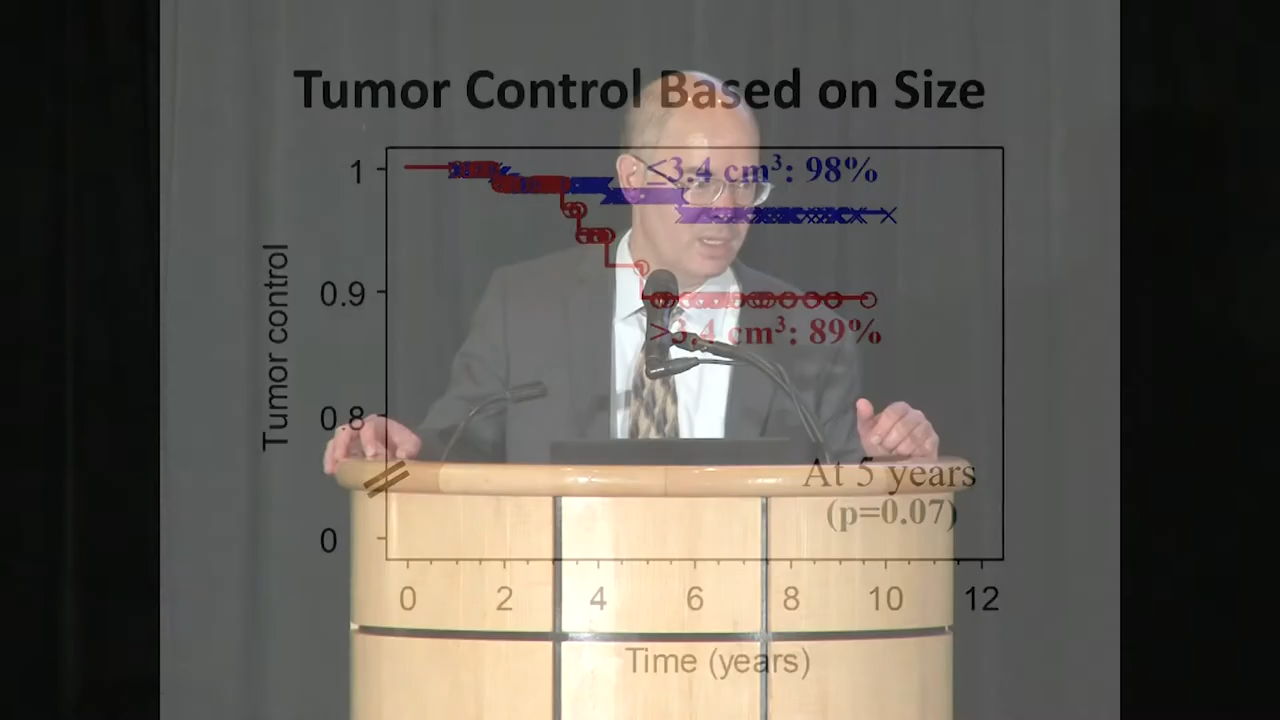 Tumor Control Based on Size
1
≤3.4 cm³: 98%
0.9
>3.4 cm³: 89%
Tumor control
0.8
At 5 years
(p=0.07)
0
0 2 4 6 8 10 12
Time (years)